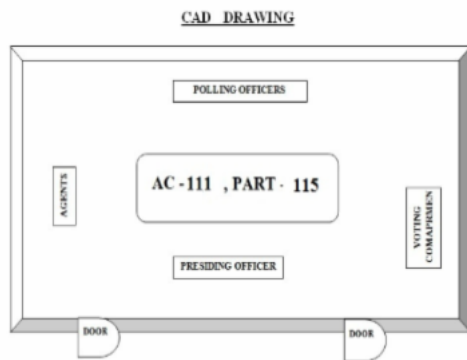 CAD DRAWING
POLLING OFFICERS
AGENTS
AC -111 , PART - 115
VOTING
COMAPRMEN
PRESIDING OFFICER
DOOR
DOOR